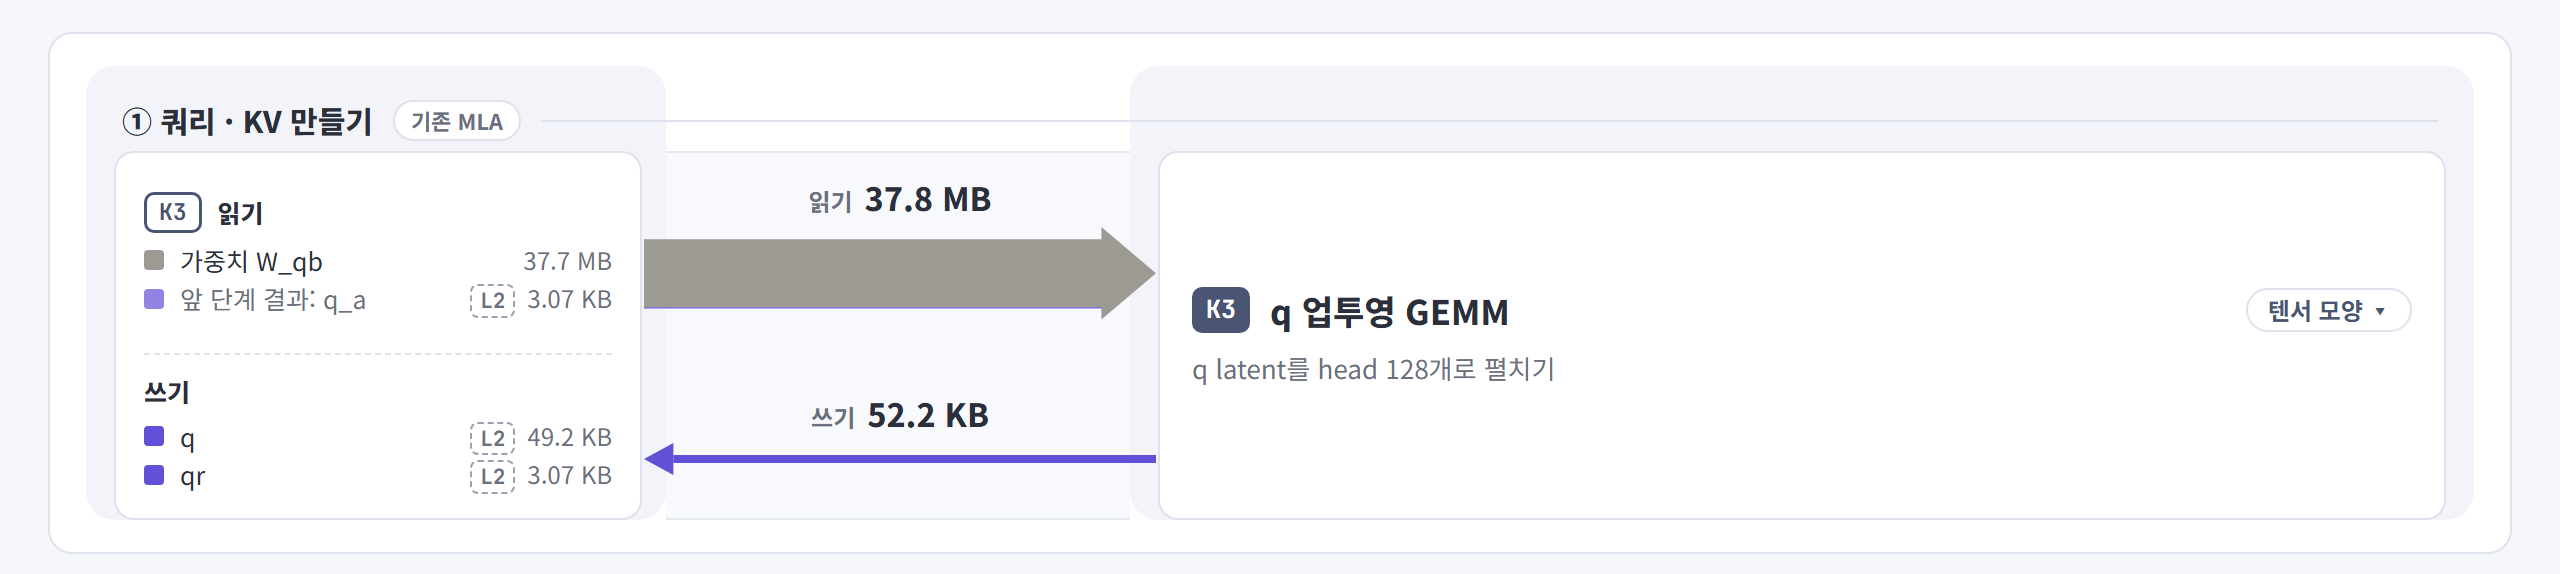 ① 쿼리 · KV 만들기 기존 MLA
K3 읽기
가중치 W_qb 37.7 MB
앞 단계 결과: q_a L2 3.07 KB
쓰기
q L2 49.2 KB
qr L2 3.07 KB
읽기 37.8 MB
쓰기 52.2 KB
K3 q 업투영 GEMM 텐서 모양 ▼
q latent를 head 128개로 펼치기